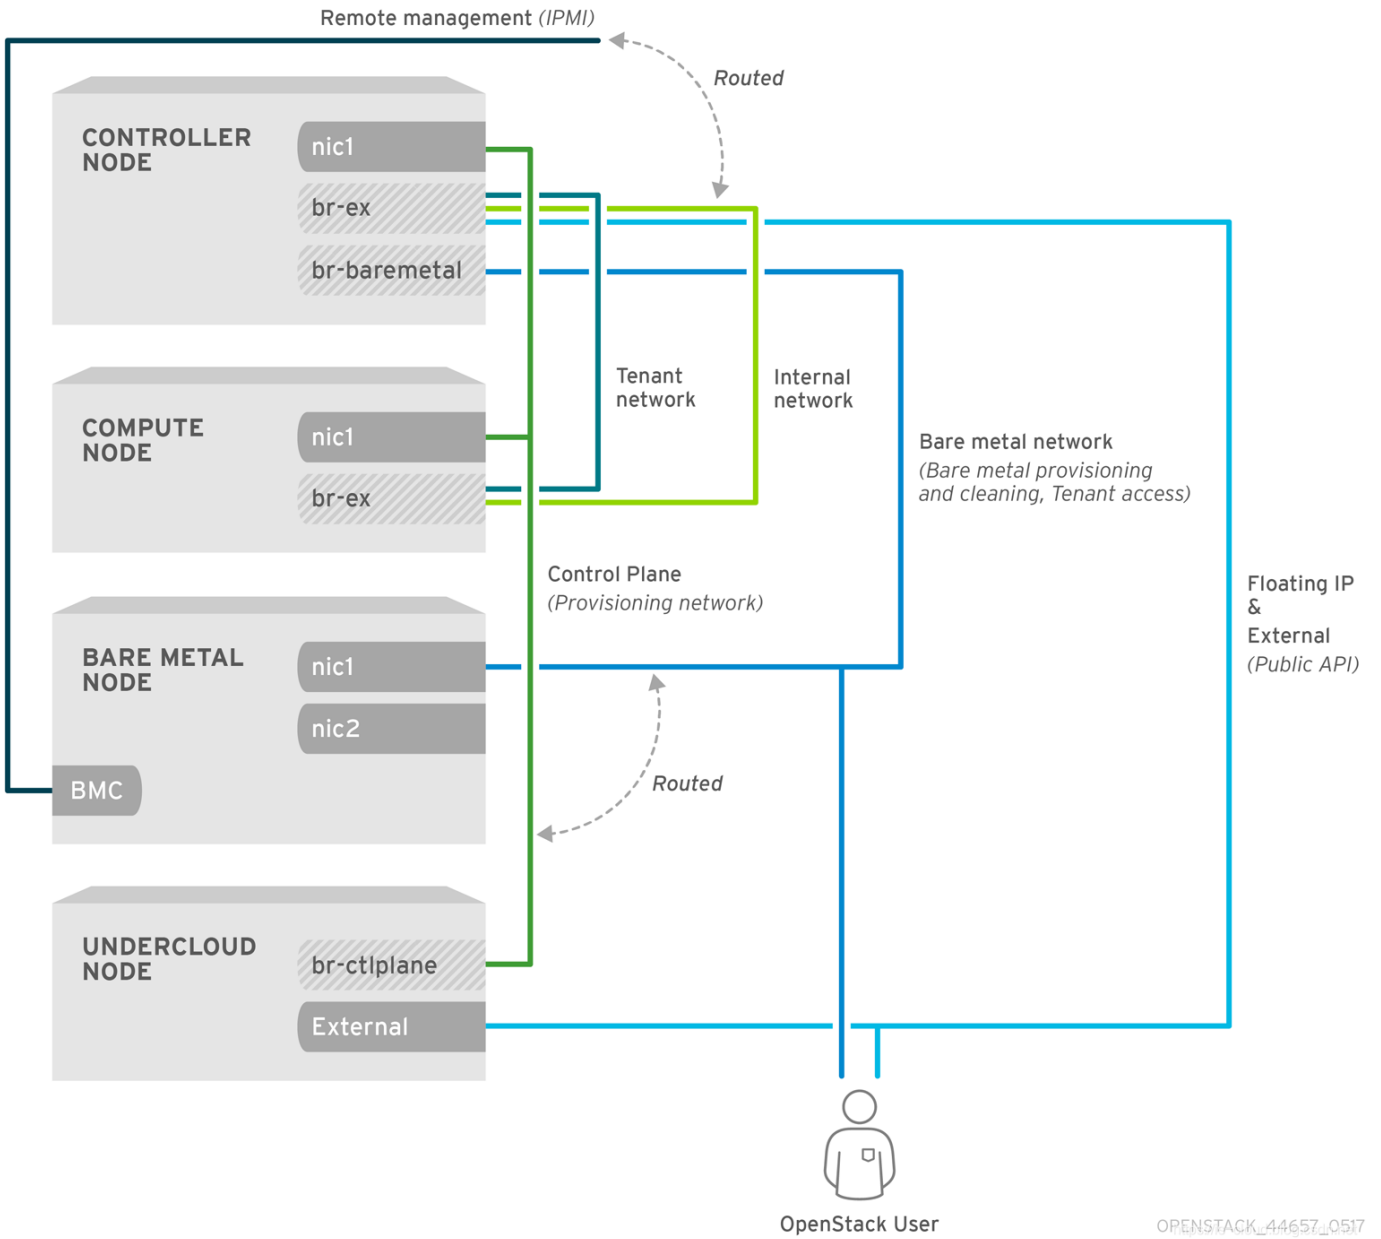 Remote management (IPMI)
Routed
CONTROLLER
NODE
nic1
br-ex
br-baremetal
COMPUTE
NODE
nic1
br-ex
Tenant
network
Internal
network
Bare metal network
(Bare metal provisioning
and cleaning, Tenant access)
Control Plane
(Provisioning network)
Floating IP
&
External
(Public API)
BARE METAL
NODE
nic1
nic2
BMC
Routed
UNDERCLOUD
NODE
br-ctlplane
External
OpenStack User
OPENSTACK_44657_0517